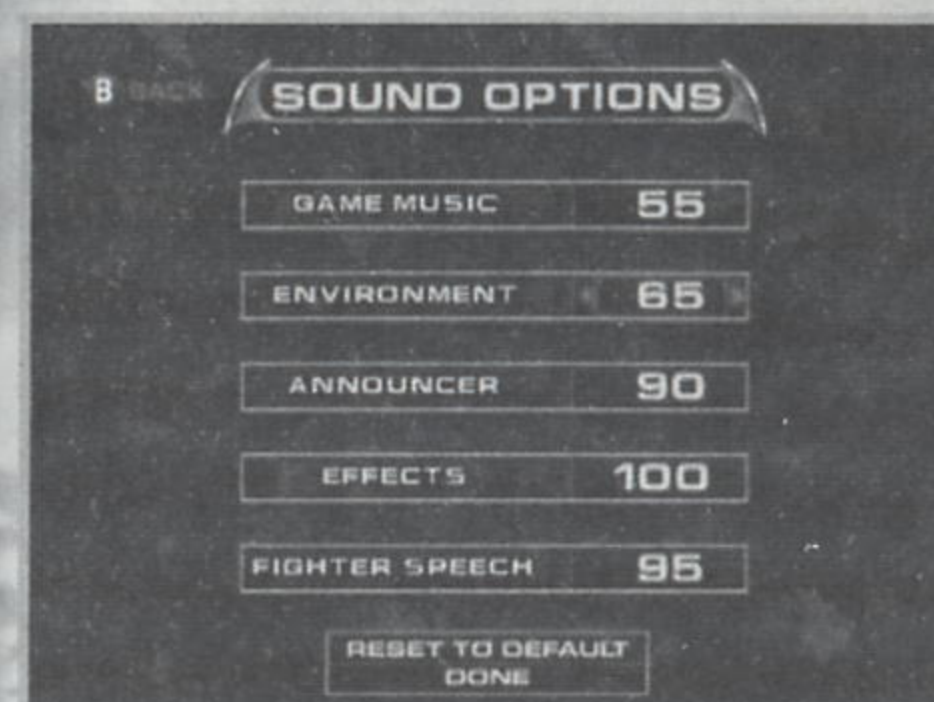 B BACK
SOUND OPTIONS
GAME MUSIC 55
ENVIRONMENT 65
ANNOUNCER 90
EFFECTS 100
FIGHTER SPEECH 95
RESET TO DEFAULT
DONE